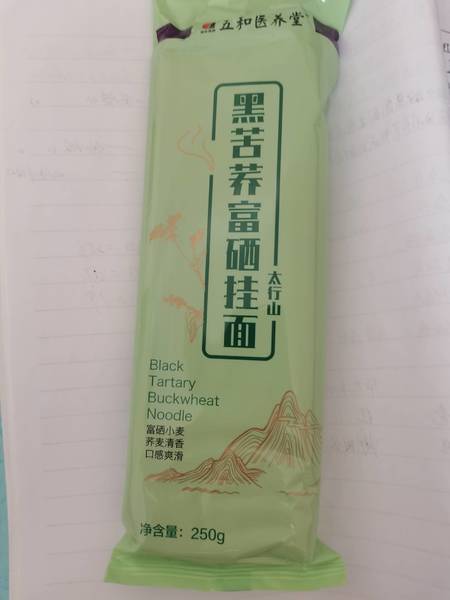 五和医养堂
黑苦荞富硒挂面
太行山
Black
Tartary
Buckwheat
Noodle
富硒小麦
荞麦清香
口感爽滑
净含量：250g